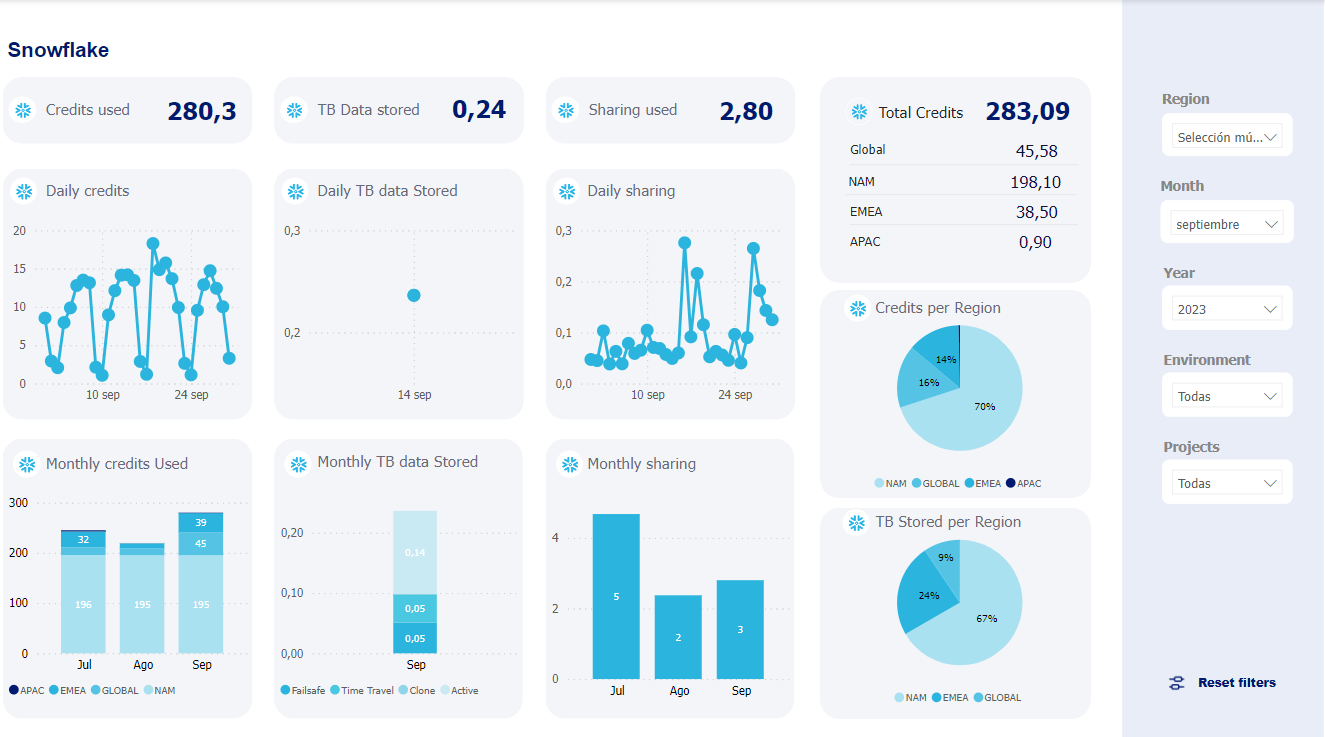 Snowflake
Credits used 280,3
TB Data stored 0,24
Sharing used 2,80
Total Credits 283,09
Global 45,58
NAM 198,10
EMEA 38,50
APAC 0,90
Daily credits
20
15
10
5
0
10 sep 24 sep
Daily TB data Stored
0,3
0,2
14 sep
Daily sharing
0,3
0,2
0,1
0,0
10 sep 24 sep
Credits per Region
14%
16%
70%
NAM GLOBAL EMEA APAC
Monthly credits Used
300
200
100
0
32
196
195
39
45
195
Jul Ago Sep
APAC EMEA GLOBAL NAM
Monthly TB data Stored
0,20
0,10
0,00
0,14
0,05
0,05
Sep
Failsafe Time Travel Clone Active
Monthly sharing
4
2
0
5
2
3
Jul Ago Sep
TB Stored per Region
9%
24%
67%
NAM EMEA GLOBAL
Region
Selección mú...
Month
septiembre
Year
2023
Environment
Todas
Projects
Todas
Reset filters